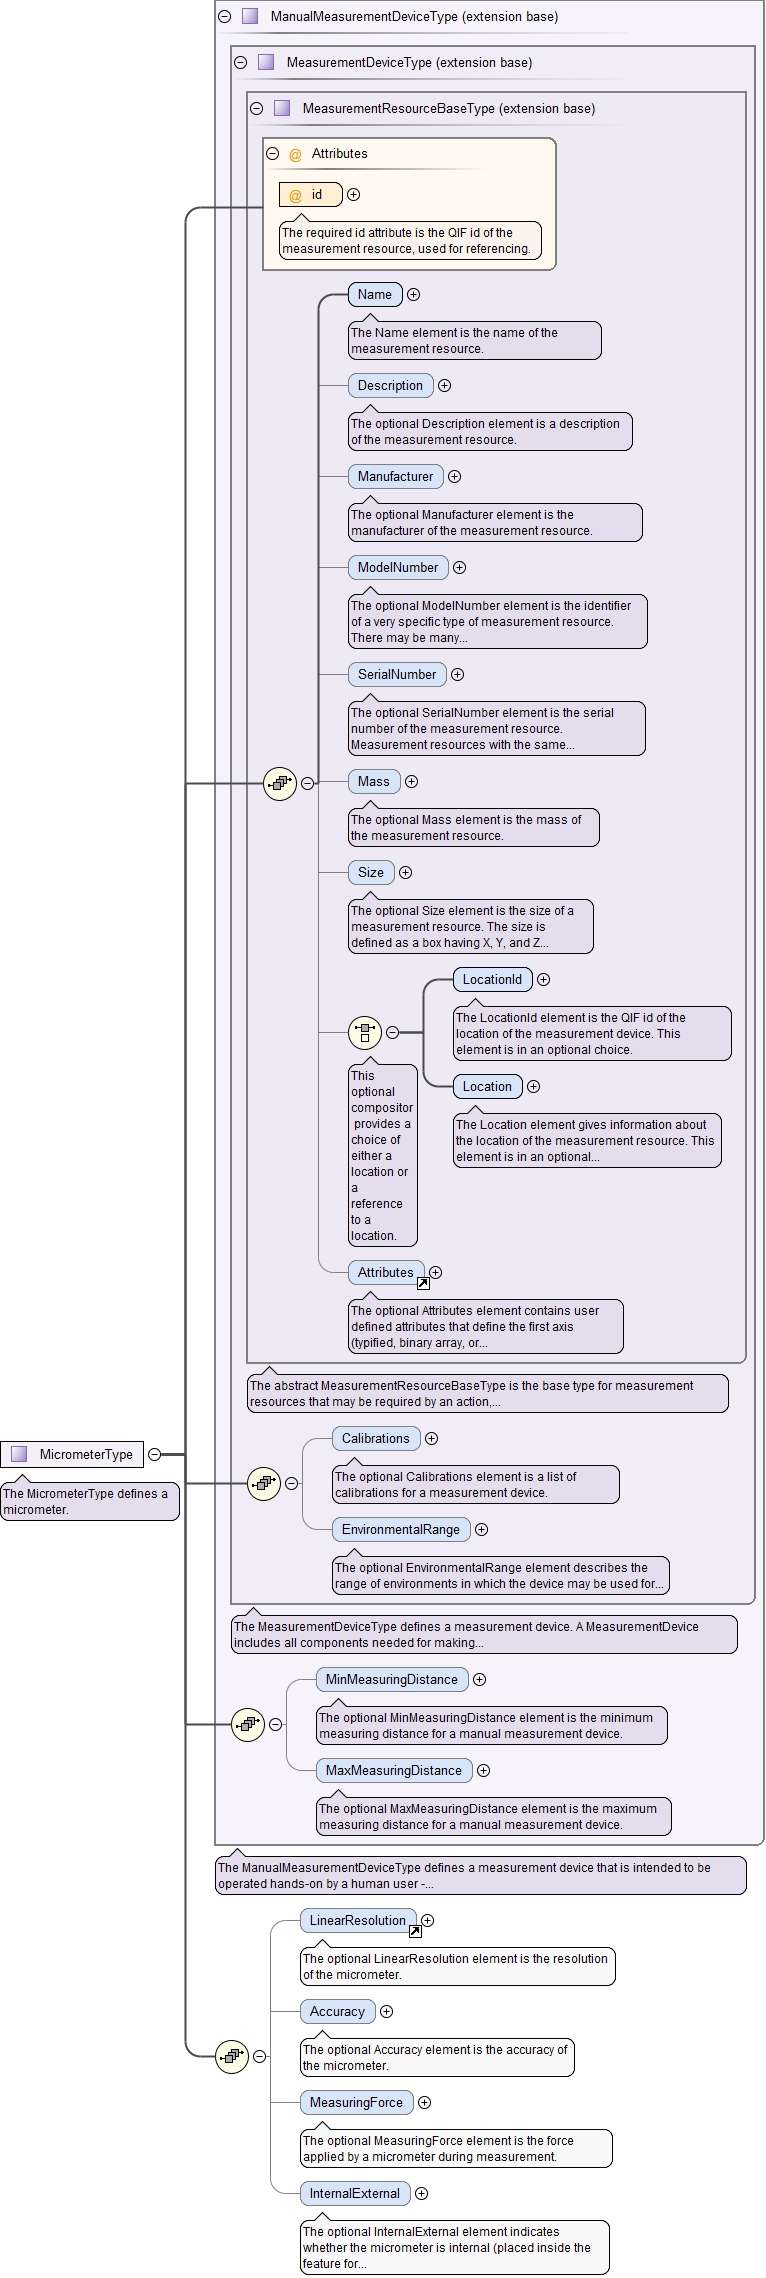 ManualMeasurementDeviceType (extension base)
MeasurementDeviceType (extension base)
MeasurementResourceBaseType (extension base)
@ Attributes
@ id
The required id attribute is the QIF id of the
measurement resource, used for referencing.
Name
The Name element is the name of the
measurement resource.
Description
The optional Description element is a description
of the measurement resource.
Manufacturer
The optional Manufacturer element is the
manufacturer of the measurement resource.
ModelNumber
The optional ModelNumber element is the identifier
of a very specific type of measurement resource.
There may be many...
SerialNumber
The optional SerialNumber element is the serial
number of the measurement resource.
Measurement resources with the same...
Mass
The optional Mass element is the mass of
the measurement resource.
Size
The optional Size element is the size of a
measurement resource. The size is
defined as a box having X, Y, and Z...
LocationId
The LocationId element is the QIF id of the
location of the measurement device. This
element is in an optional choice.
Location
The Location element gives information about
the location of the measurement resource. This
element is in an optional...
This
optional
compositor
provides a
choice of
either a
location or
a
reference
to a
location.
Attributes
The optional Attributes element contains user
defined attributes that define the first axis
(typified, binary array, or...
The abstract MeasurementResourceBaseType is the base type for measurement
resources that may be required by an action,...
MicrometerType
The MicrometerType defines a
micrometer.
Calibrations
The optional Calibrations element is a list of
calibrations for a measurement device.
EnvironmentalRange
The optional EnvironmentalRange element describes the
range of environments in which the device may be used for...
The MeasurementDeviceType defines a measurement device. A MeasurementDevice
includes all components needed for making...
MinMeasuringDistance
The optional MinMeasuringDistance element is the minimum
measuring distance for a manual measurement device.
MaxMeasuringDistance
The optional MaxMeasuringDistance element is the maximum
measuring distance for a manual measurement device.
The ManualMeasurementDeviceType defines a measurement device that is intended to be
operated hands-on by a human user -...
LinearResolution
The optional LinearResolution element is the resolution
of the micrometer.
Accuracy
The optional Accuracy element is the accuracy of
the micrometer.
MeasuringForce
The optional MeasuringForce element is the force
applied by a micrometer during measurement.
InternalExternal
The optional InternalExternal element indicates
whether the micrometer is internal (placed inside the
feature for...